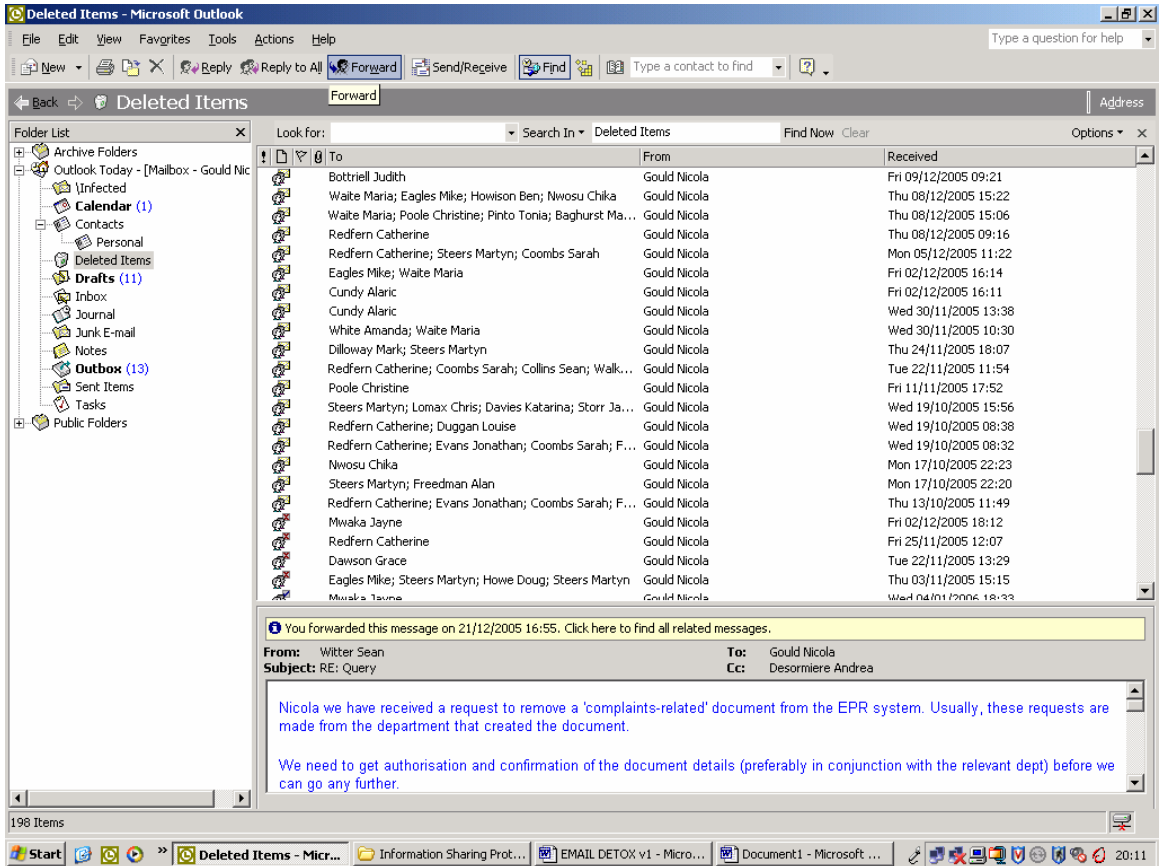 Deleted Items - Microsoft Outlook
File Edit View Favorites Tools Actions Help Type a question for help
New Reply Reply to All Forward Send/Receive Find Type a contact to find
Back Deleted Items Forward Address
Folder List X Look for: Search In Deleted Items Find Now Clear Options
Archive Folders
Outlook Today - [Mailbox - Gould Nic
\Infected
Calendar (1)
Contacts
Personal
Deleted Items
Drafts (11)
Inbox
Journal
Junk E-mail
Notes
Outbox (13)
Sent Items
Tasks
Public Folders
To From Received
Bottriell Judith Gould Nicola Fri 09/12/2005 09:21
Waite Maria; Eagles Mike; Howison Ben; Nwosu Chika Gould Nicola Thu 08/12/2005 15:22
Waite Maria; Poole Christine; Pinto Tonia; Baghurst Ma... Gould Nicola Thu 08/12/2005 15:06
Redfern Catherine Gould Nicola Thu 08/12/2005 09:16
Redfern Catherine; Steers Martyn; Coombs Sarah Gould Nicola Mon 05/12/2005 11:22
Eagles Mike; Waite Maria Gould Nicola Fri 02/12/2005 16:14
Cundy Alaric Gould Nicola Fri 02/12/2005 16:11
Cundy Alaric Gould Nicola Wed 30/11/2005 13:38
White Amanda; Waite Maria Gould Nicola Wed 30/11/2005 10:30
Dilloway Mark; Steers Martyn Gould Nicola Thu 24/11/2005 18:07
Redfern Catherine; Coombs Sarah; Collins Sean; Walk... Gould Nicola Tue 22/11/2005 11:54
Poole Christine Gould Nicola Fri 11/11/2005 17:52
Steers Martyn; Lomax Chris; Davies Katarina; Storr Ja... Gould Nicola Wed 19/10/2005 15:56
Redfern Catherine; Duggan Louise Gould Nicola Wed 19/10/2005 08:38
Redfern Catherine; Evans Jonathan; Coombs Sarah; F... Gould Nicola Wed 19/10/2005 08:32
Nwosu Chika Gould Nicola Mon 17/10/2005 22:23
Steers Martyn; Freedman Alan Gould Nicola Mon 17/10/2005 22:20
Redfern Catherine; Evans Jonathan; Coombs Sarah; F... Gould Nicola Thu 13/10/2005 11:49
Mwaka Jayne Gould Nicola Fri 02/12/2005 18:12
Redfern Catherine Gould Nicola Fri 25/11/2005 12:07
Dawson Grace Gould Nicola Tue 22/11/2005 13:29
Eagles Mike; Steers Martyn; Howe Doug; Steers Martyn Gould Nicola Thu 03/11/2005 15:15
Mwaka Jayne Gould Nicola Wed 04/01/2006 18:33
You forwarded this message on 21/12/2005 16:55. Click here to find all related messages.
From: Witter Sean To: Gould Nicola
Subject: RE: Query Cc: Desormiere Andrea
Nicola we have received a request to remove a 'complaints-related' document from the EPR system. Usually, these requests are
made from the department that created the document.
We need to get authorisation and confirmation of the document details (preferably in conjunction with the relevant dept) before we
can go any further.
198 Items
Start » Deleted Items - Micr... Information Sharing Prot... EMAIL DETOX v1 - Micro... Document1 - Microsoft ... 20:11